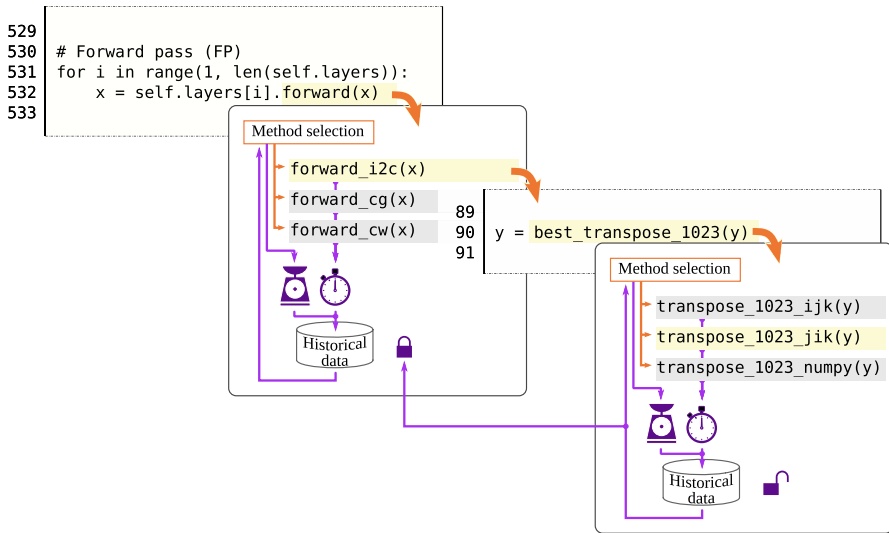 529
530 # Forward pass (FP)
531 for i in range(1, len(self.layers)):
532 x = self.layers[i].forward(x)
533
Method selection
forward_i2c(x)
forward_cg(x)
forward_cw(x)
Historical
data
89
90 y = best_transpose_1023(y)
91
Method selection
transpose_1023_ijk(y)
transpose_1023_jik(y)
transpose_1023_numpy(y)
Historical
data